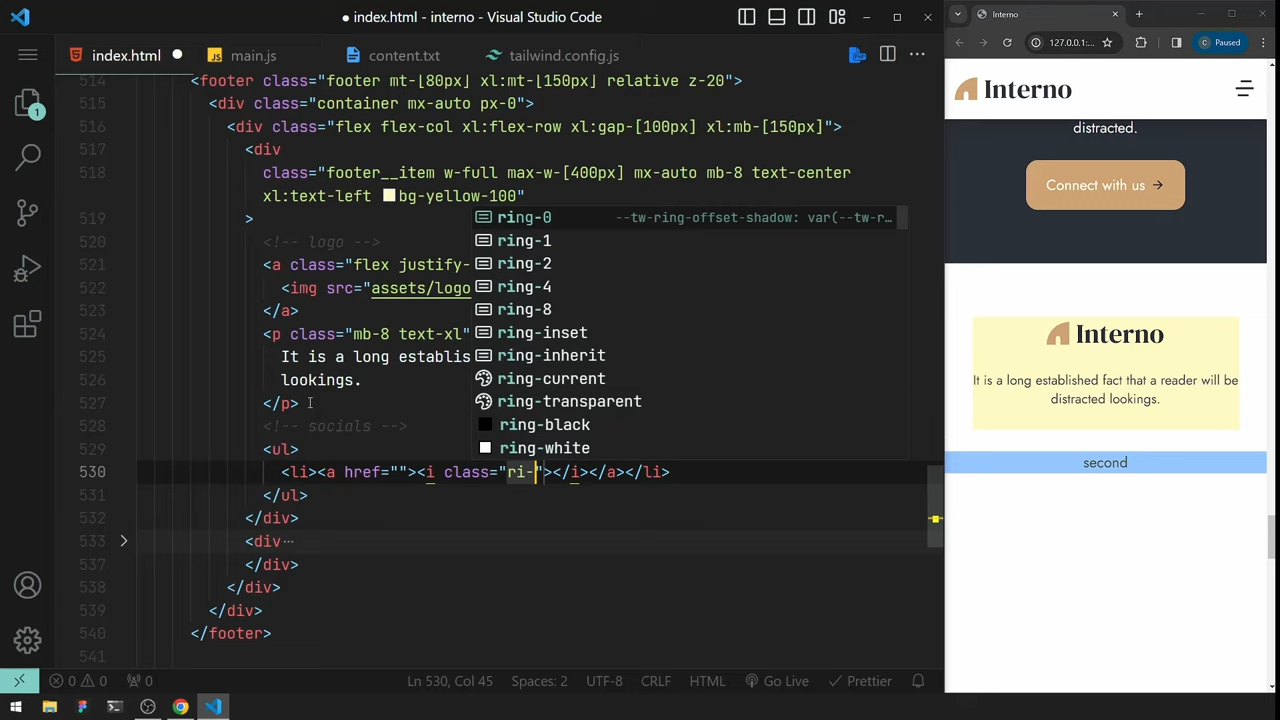 ● index.html - interno - Visual Studio Code
index.html ●
main.js
content.txt
tailwind.config.js
514 <footer class="footer mt-[80px] xl:mt-[150px] relative z-20">
515 <div class="container mx-auto px-0">
516 <div class="flex flex-col xl:flex-row xl:gap-[100px] xl:mb-[150px]">
517 <div
518 class="footer__item w-full max-w-[400px] mx-auto mb-8 text-center
xl:text-left bg-yellow-100"
519 >
520 <!-- logo -->
521 <a class="flex justify-
522 <img src="assets/logo
523 </a>
524 <p class="mb-8 text-xl"
525 It is a long establis
526 lookings.
527 </p>
528 <!-- socials -->
529 <ul>
530 <li><a href=""><i class="ri-"></i></a></li>
531 </ul>
532 </div>
533 <div ⋯
537 </div>
538 </div>
539 </div>
540 </footer>
541
ring-0 --tw-ring-offset-shadow: var(--tw-r…
ring-1
ring-2
ring-4
ring-8
ring-inset
ring-inherit
ring-current
ring-transparent
ring-black
ring-white
1
0 0 0
Ln 530, Col 45
Spaces: 2
UTF-8
CRLF
HTML
Go Live
Prettier
Interno
127.0.0.1:
C Paused
Interno
distracted.
Connect with us →
Interno
It is a long established fact that a reader will be
distracted lookings.
second